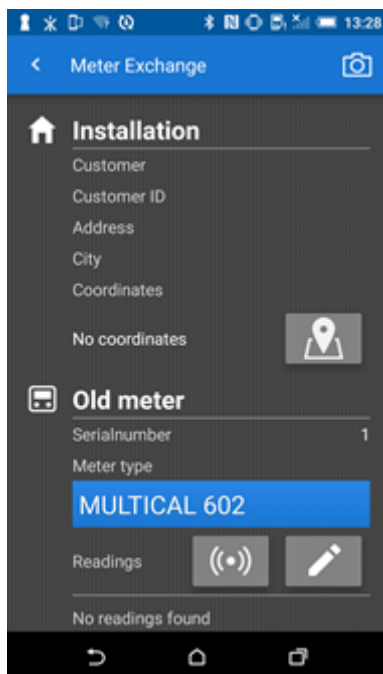 13:28
Meter Exchange
Installation
Customer
Customer ID
Address
City
Coordinates
No coordinates
Old meter
Serialnumber 1
Meter type
MULTICAL 602
Readings
No readings found